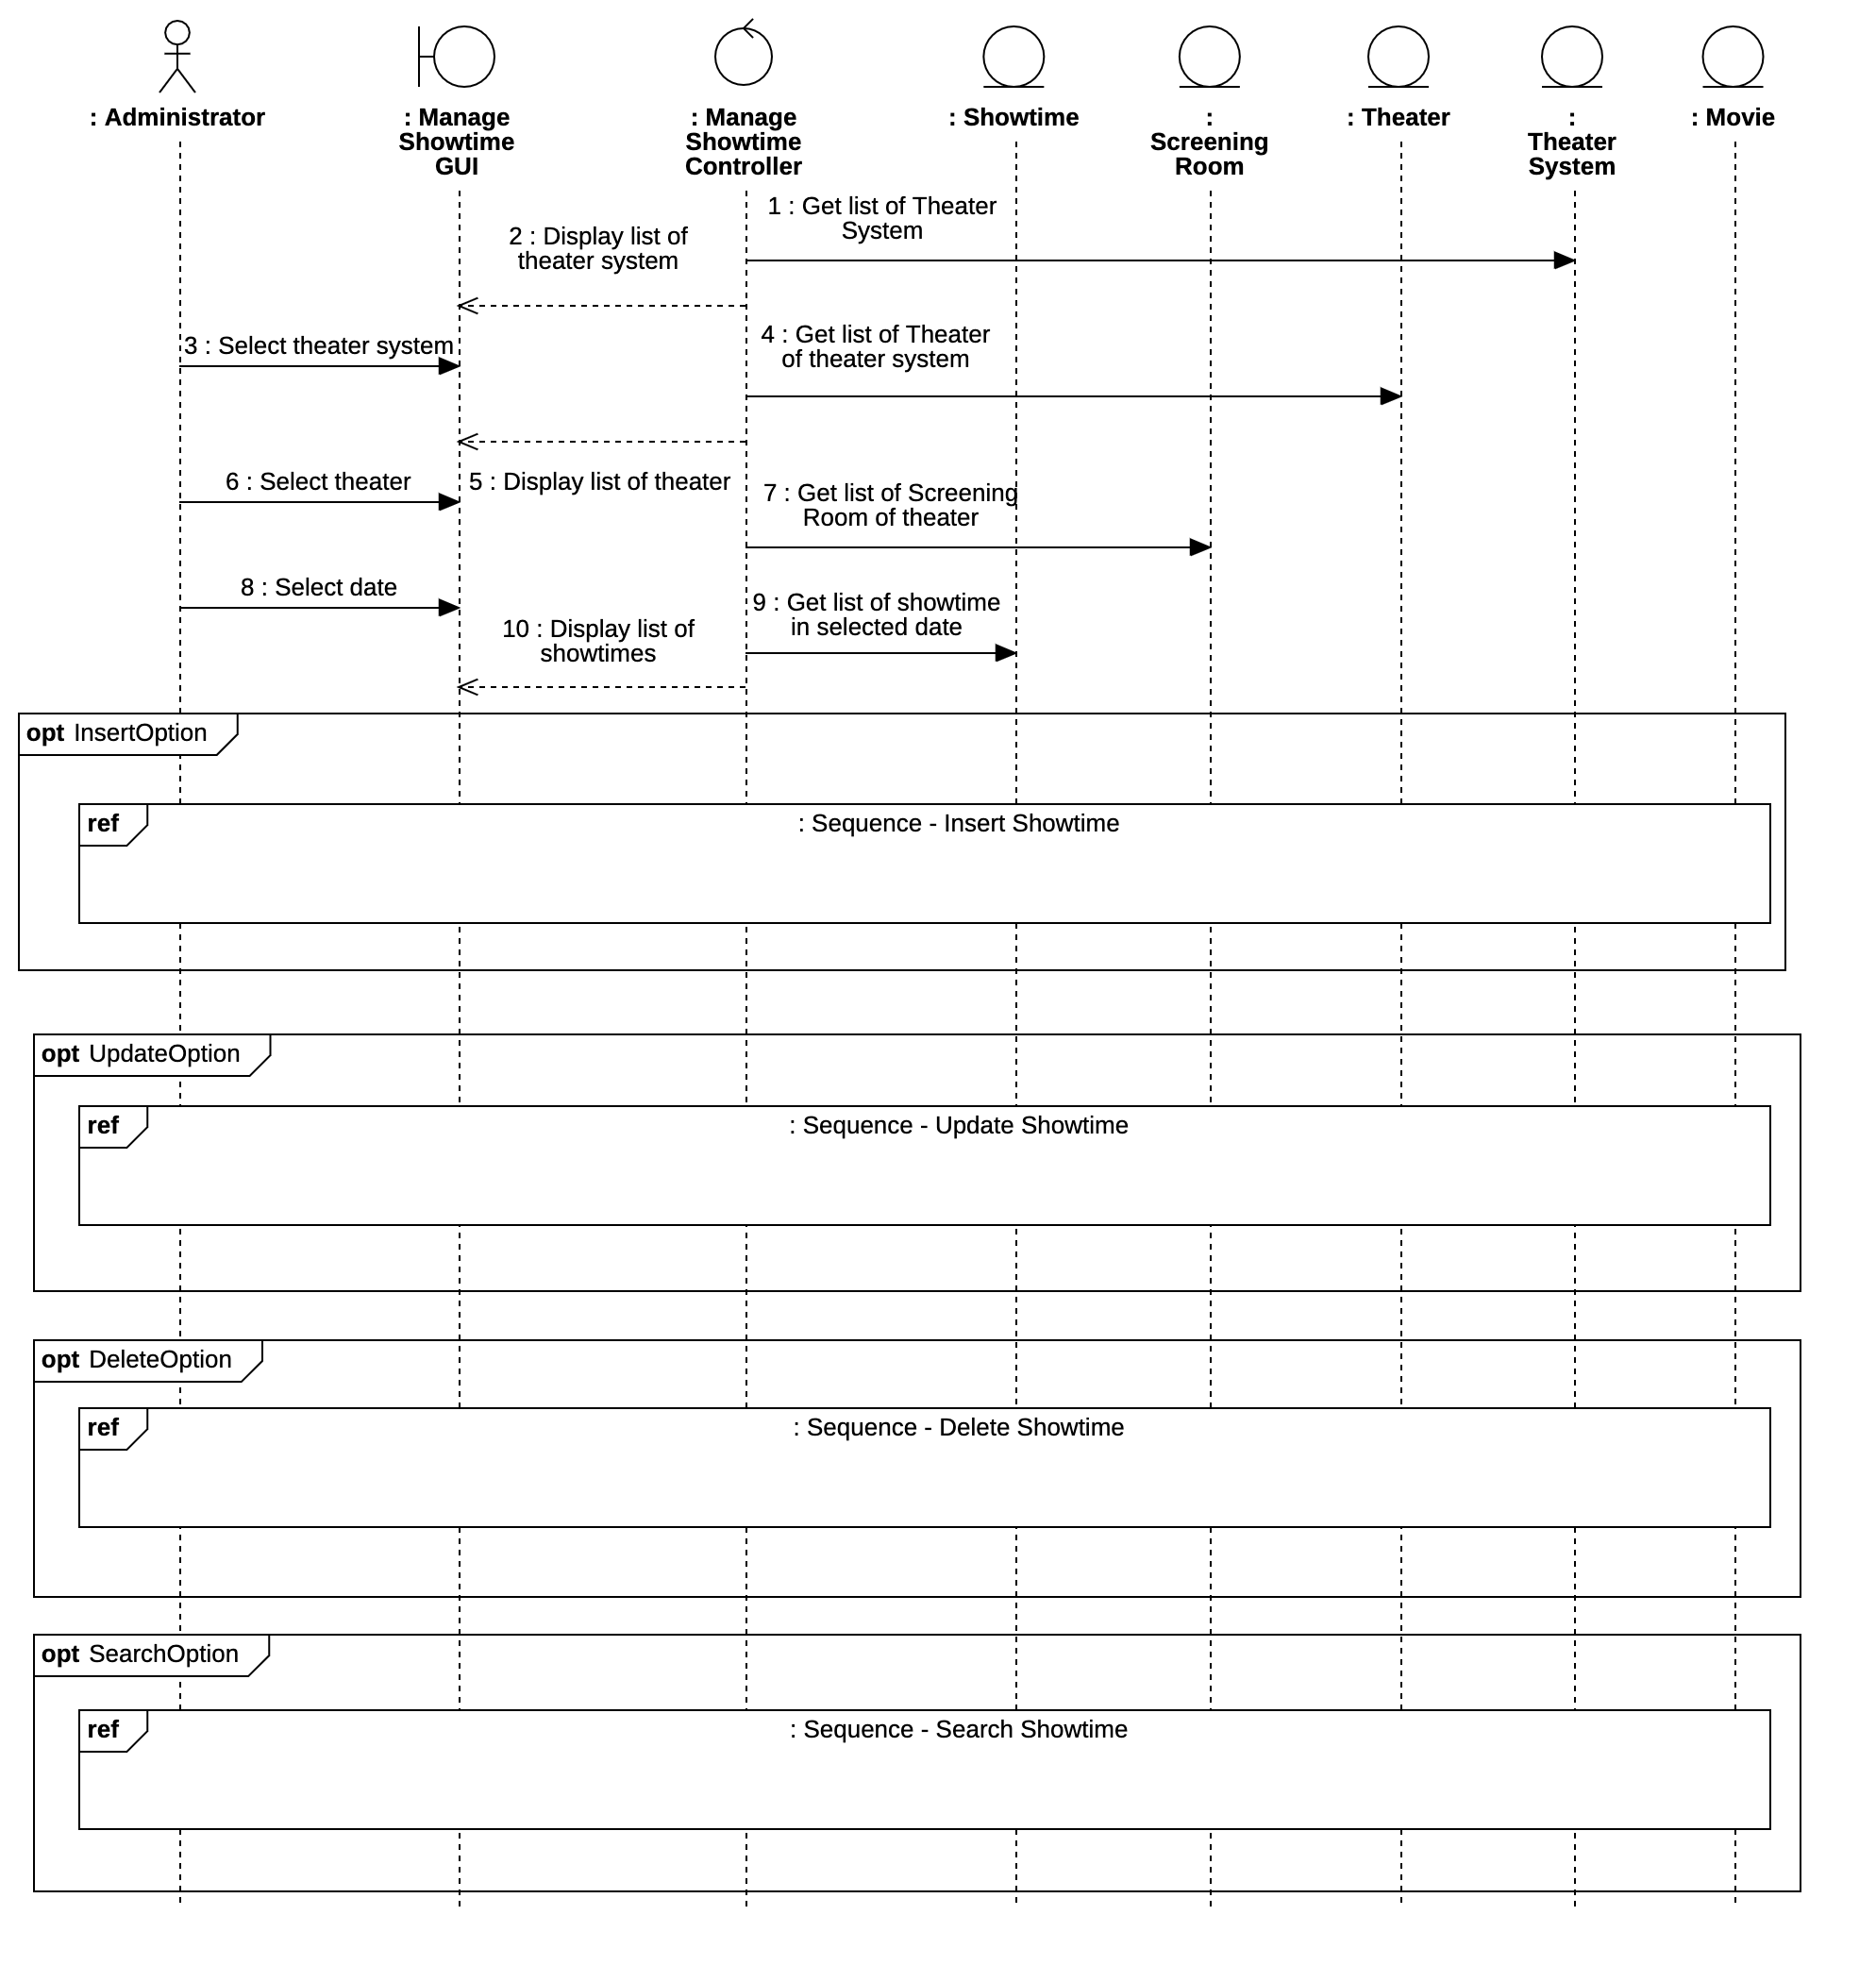 : Administrator
: Manage
Showtime
GUI
: Manage
Showtime
Controller
: Showtime
:
Screening
Room
: Theater
:
Theater
System
: Movie
1 : Get list of Theater
System
2 : Display list of
theater system
3 : Select theater system
4 : Get list of Theater
of theater system
5 : Display list of theater
6 : Select theater
7 : Get list of Screening
Room of theater
8 : Select date
9 : Get list of showtime
in selected date
10 : Display list of
showtimes
opt InsertOption
ref
: Sequence - Insert Showtime
opt UpdateOption
ref
: Sequence - Update Showtime
opt DeleteOption
ref
: Sequence - Delete Showtime
opt SearchOption
ref
: Sequence - Search Showtime